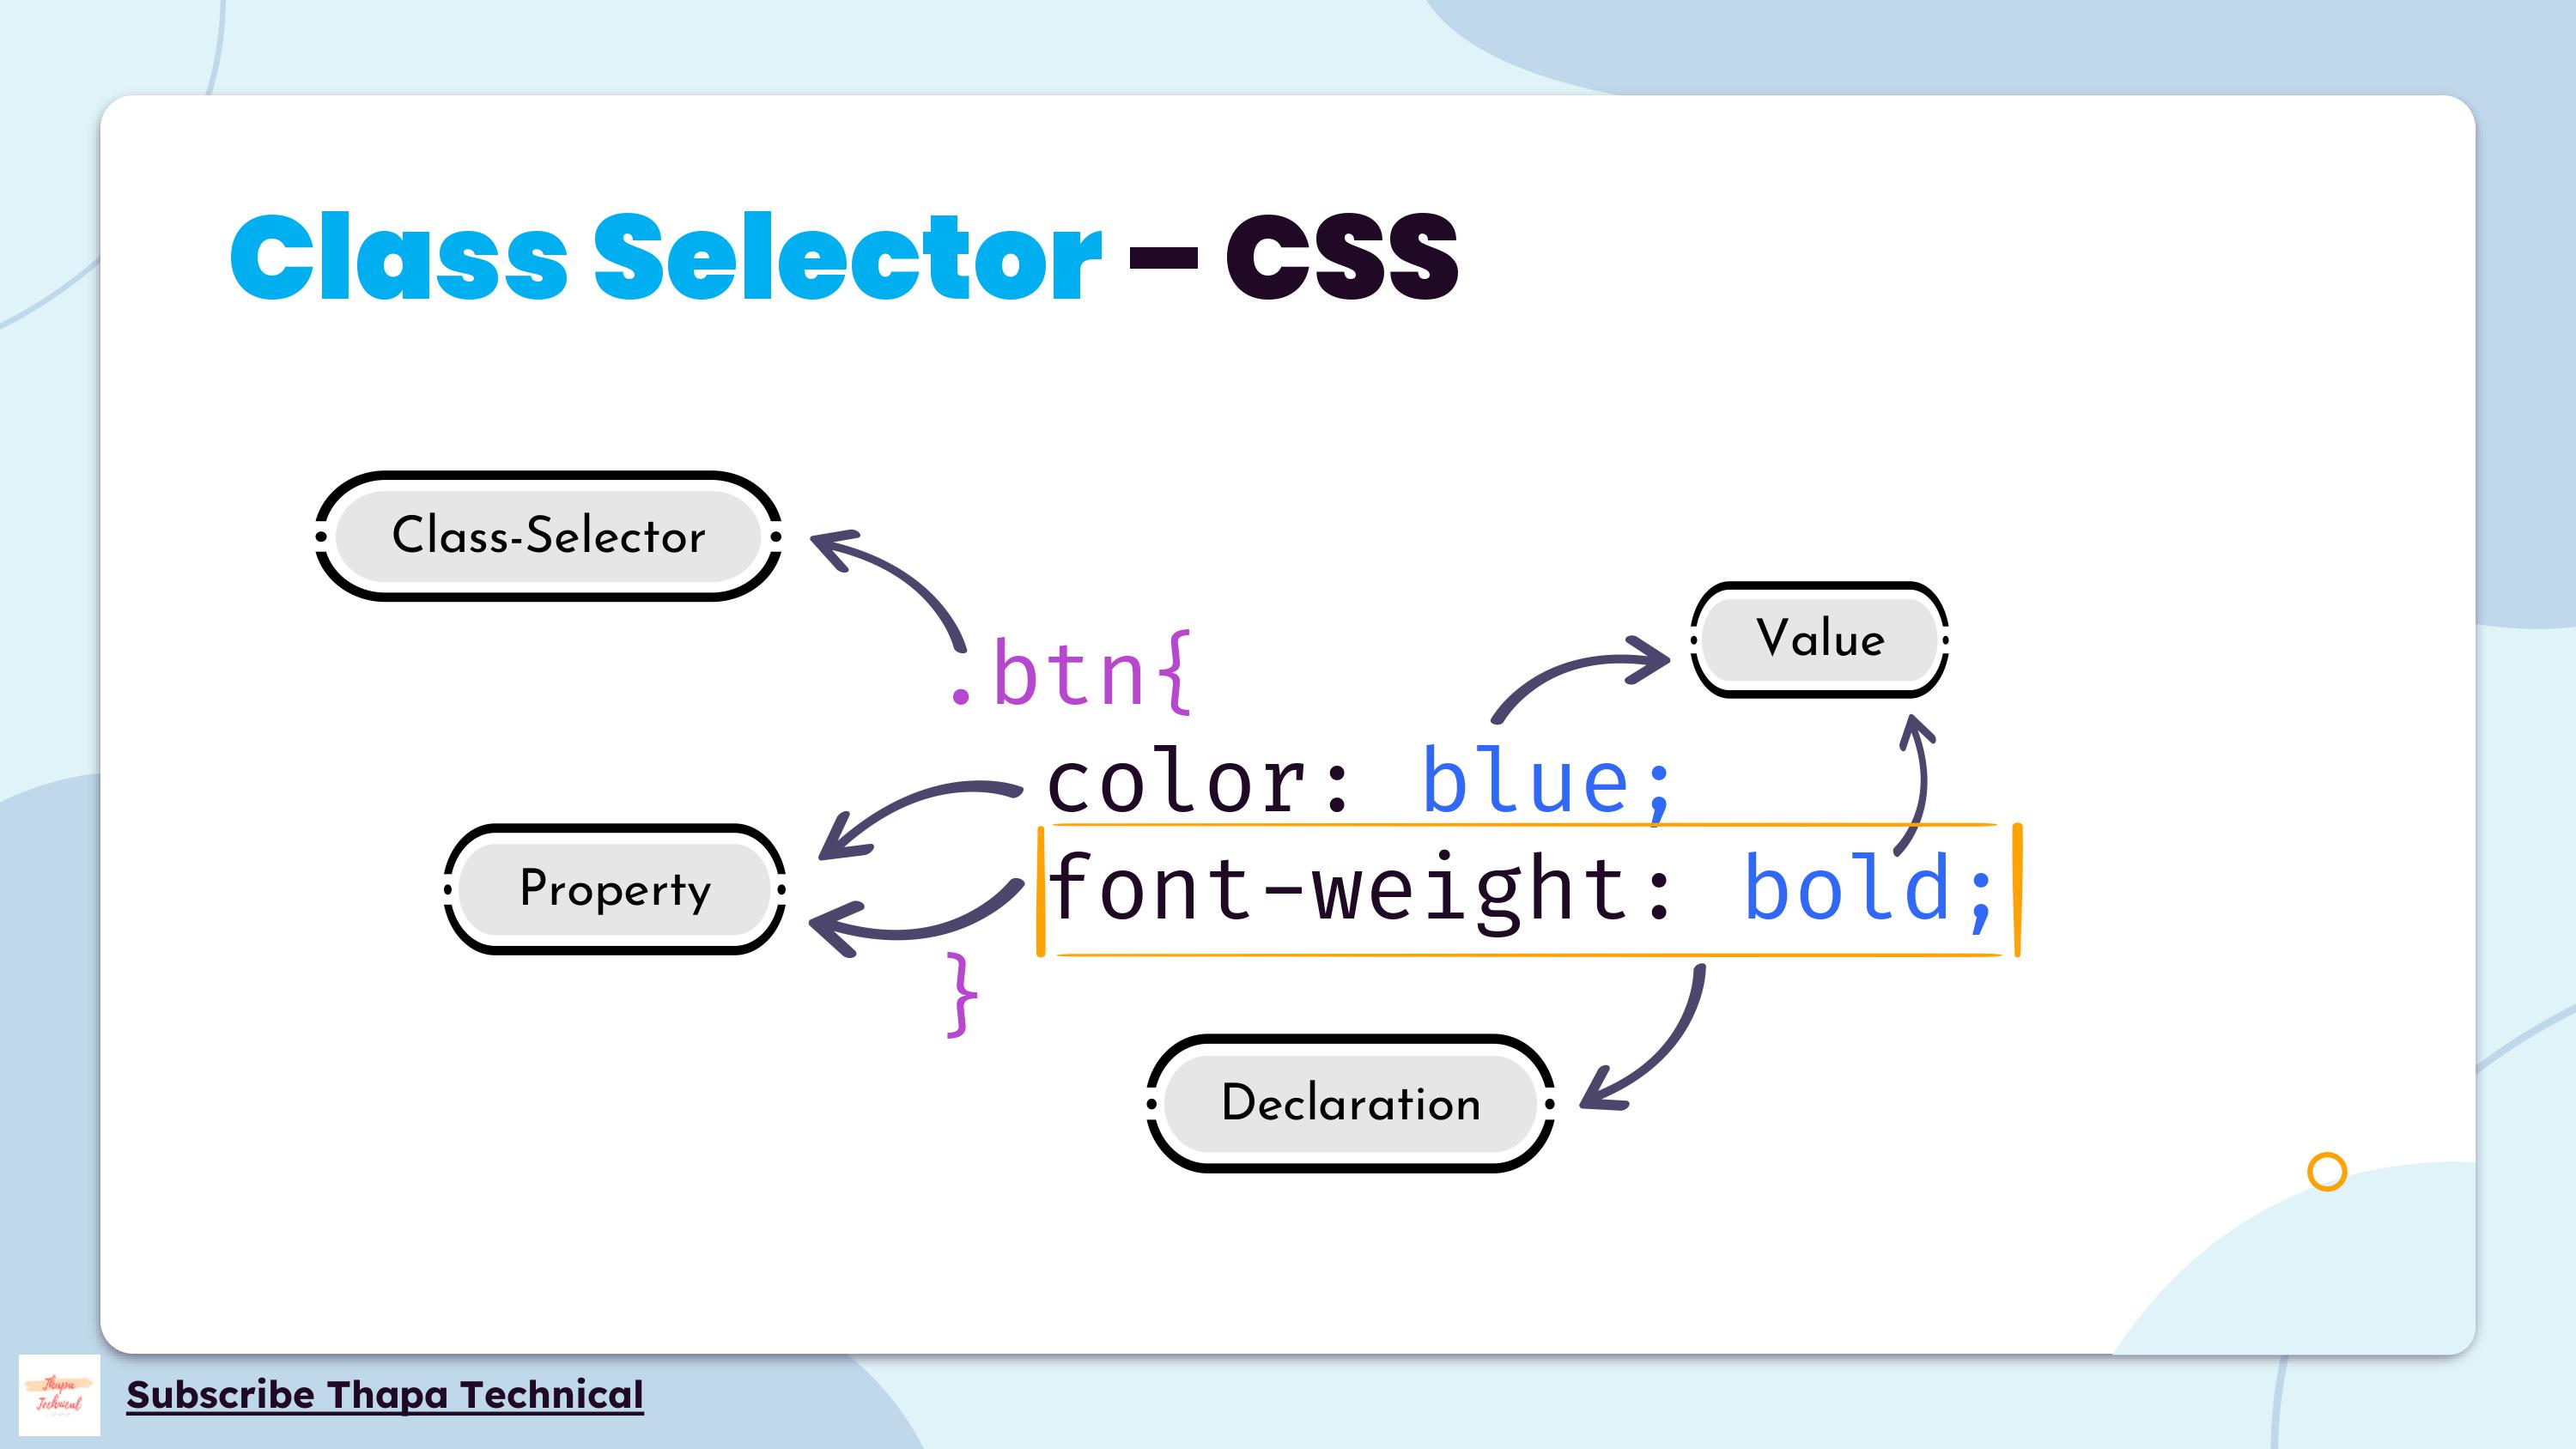 Class Selector – CSS
Class-Selector
Value
.btn{
color: blue;
Property
font-weight: bold;
}
Declaration
Thapa
Technical
Subscribe Thapa Technical